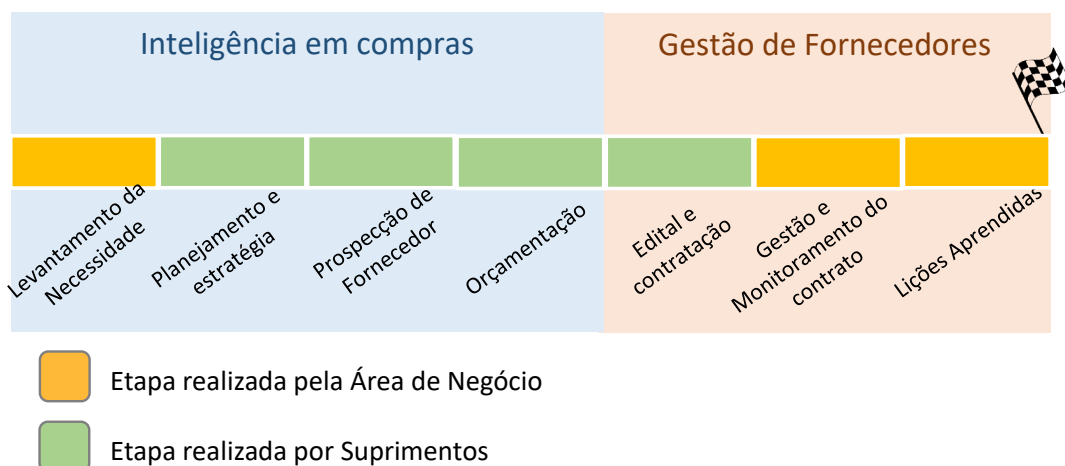 Inteligência em compras
Gestão de Fornecedores
Levantamento da
Necessidade
Planejamento e
estratégia
Prospecção de
Fornecedor
Orçamentação
Edital e
contratação
Gestão e
Monitoramento do
contrato
Lições Aprendidas
Etapa realizada pela Área de Negócio
Etapa realizada por Suprimentos